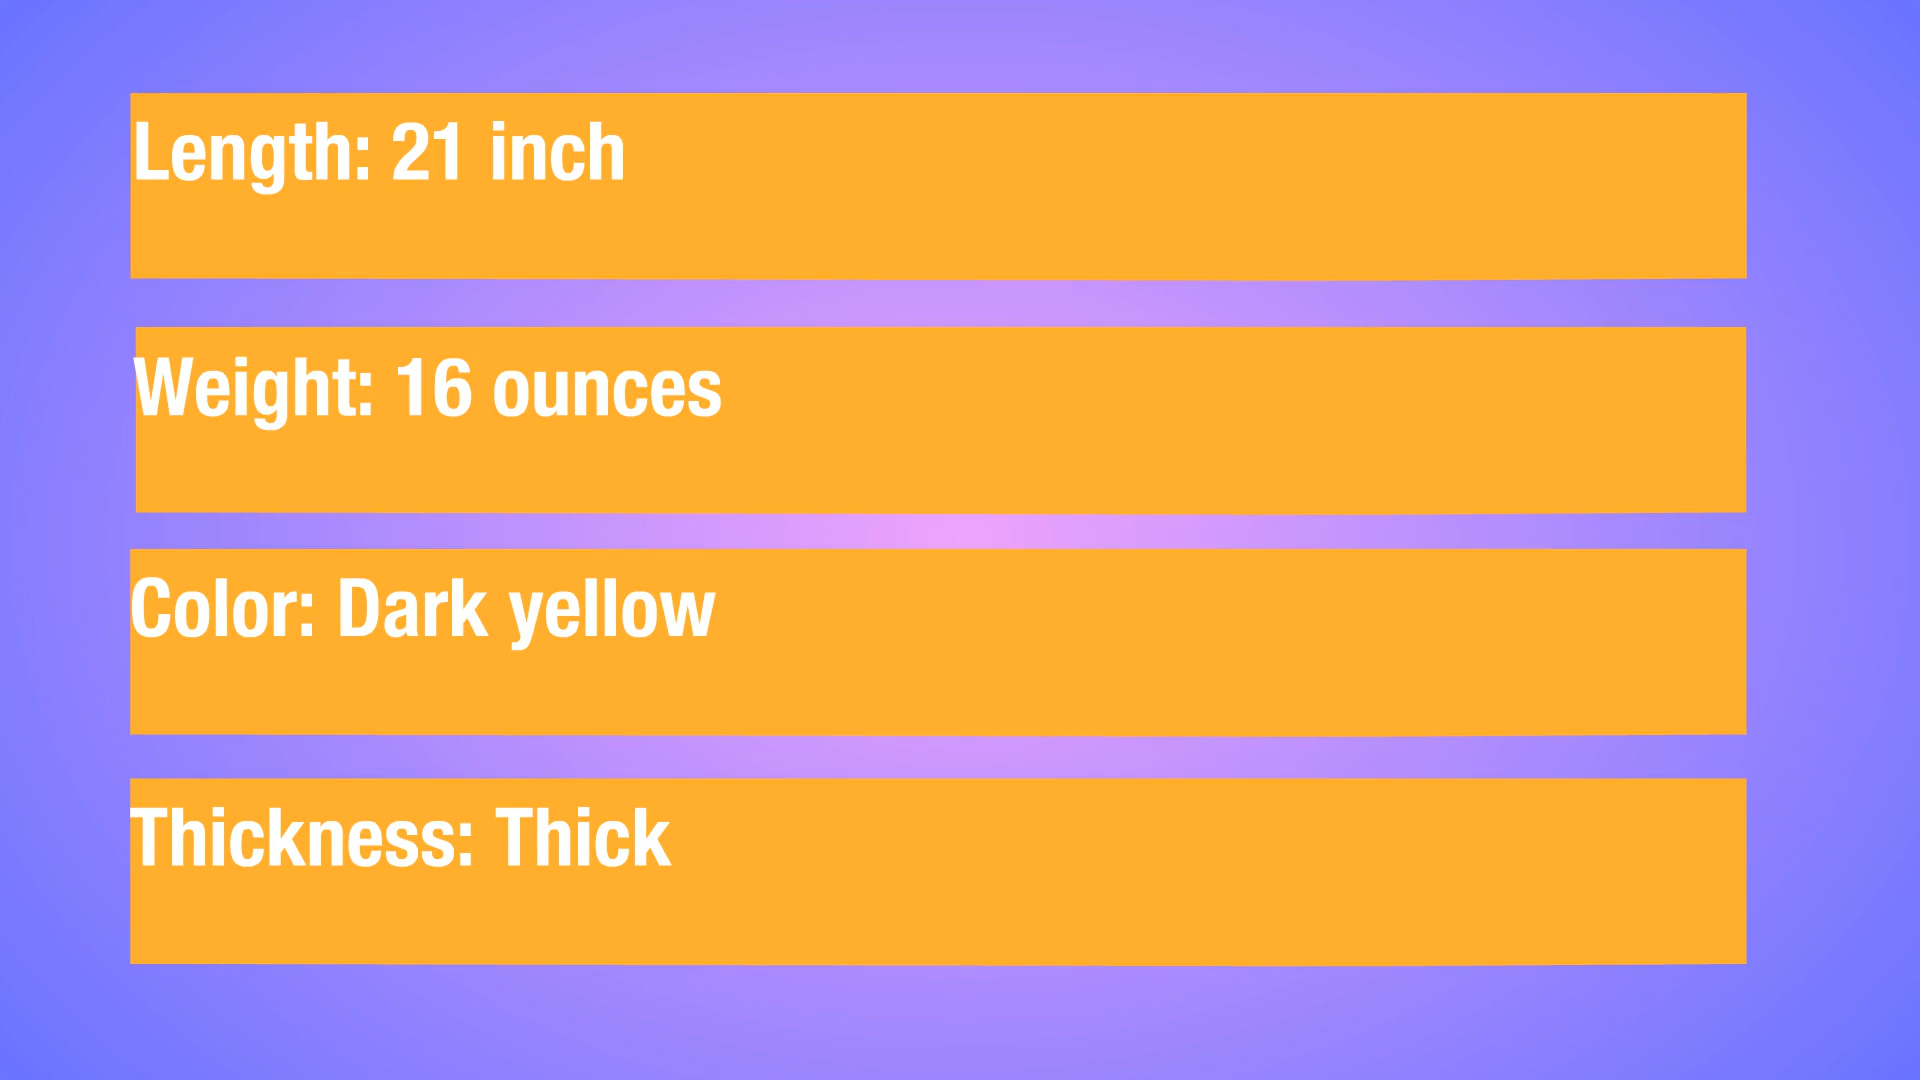 Length: 21 inch
Weight: 16 ounces
Color: Dark yellow
Thickness: Thick